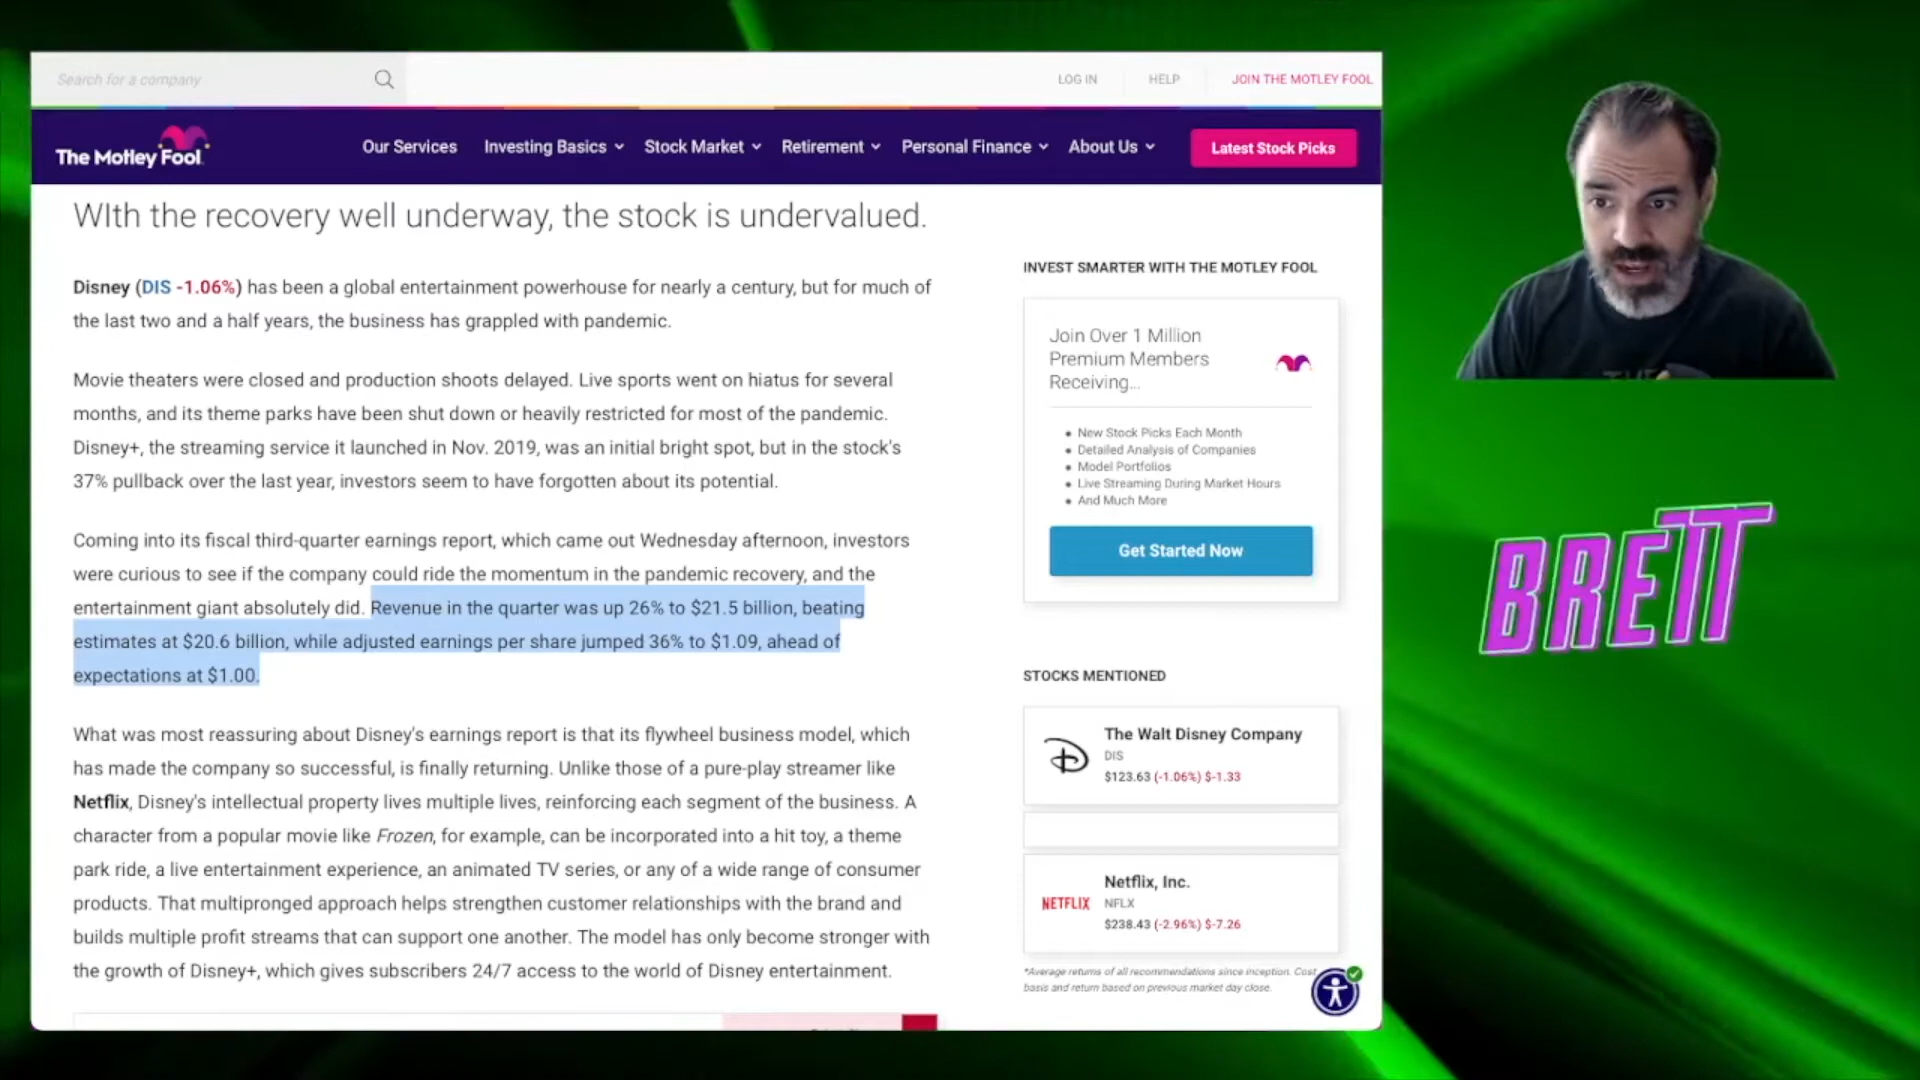 Search for a company
LOG IN
HELP
JOIN THE MOTLEY FOOL
The Motley Fool
Our Services
Investing Basics
Stock Market
Retirement
Personal Finance
About Us
Latest Stock Picks
WIth the recovery well underway, the stock is undervalued.
Disney (DIS -1.06%) has been a global entertainment powerhouse for nearly a century, but for much of
the last two and a half years, the business has grappled with pandemic.
Movie theaters were closed and production shoots delayed. Live sports went on hiatus for several
months, and its theme parks have been shut down or heavily restricted for most of the pandemic.
Disney+, the streaming service it launched in Nov. 2019, was an initial bright spot, but in the stock's
37% pullback over the last year, investors seem to have forgotten about its potential.
Coming into its fiscal third-quarter earnings report, which came out Wednesday afternoon, investors
were curious to see if the company could ride the momentum in the pandemic recovery, and the
entertainment giant absolutely did. Revenue in the quarter was up 26% to $21.5 billion, beating
estimates at $20.6 billion, while adjusted earnings per share jumped 36% to $1.09, ahead of
expectations at $1.00.
What was most reassuring about Disney's earnings report is that its flywheel business model, which
has made the company so successful, is finally returning. Unlike those of a pure-play streamer like
Netflix, Disney's intellectual property lives multiple lives, reinforcing each segment of the business. A
character from a popular movie like Frozen, for example, can be incorporated into a hit toy, a theme
park ride, a live entertainment experience, an animated TV series, or any of a wide range of consumer
products. That multipronged approach helps strengthen customer relationships with the brand and
builds multiple profit streams that can support one another. The model has only become stronger with
the growth of Disney+, which gives subscribers 24/7 access to the world of Disney entertainment.
INVEST SMARTER WITH THE MOTLEY FOOL
Join Over 1 Million
Premium Members
Receiving...
• New Stock Picks Each Month
• Detailed Analysis of Companies
• Model Portfolios
• Live Streaming During Market Hours
• And Much More
Get Started Now
STOCKS MENTIONED
The Walt Disney Company
DIS
$123.63 (-1.06%) $-1.33
NETFLIX
Netflix, Inc.
NFLX
$238.43 (-2.96%) $-7.26
*Average returns of all recommendations since inception. Cost
basis and return based on previous market day close.
BRETT